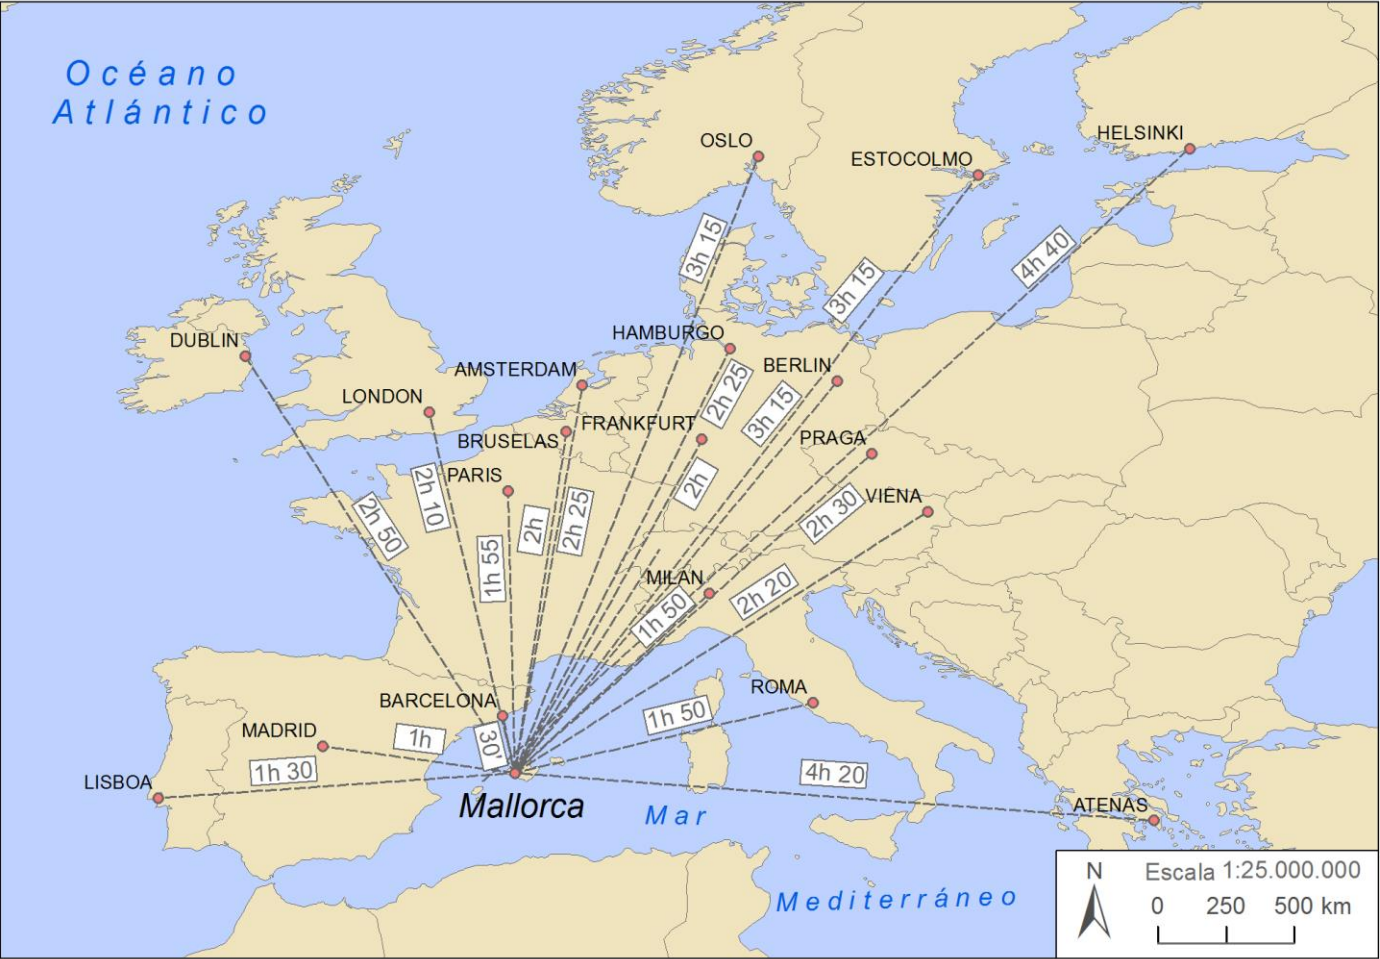 Océano
Atlántico
OSLO
HELSINKI
ESTOCOLMO
3h 15
4h 40
3h 15
DUBLIN
HAMBURGO
AMSTERDAM
BERLIN
LONDON
2h 25
3h 15
FRANKFURT
BRUSELAS
PRAGA
PARIS
2h
VIENA
2h 10
2h 50
2h
2h 25
2h 30
1h 55
MILAN
2h 20
1h 50
BARCELONA
ROMA
1h 50
MADRID
1h
30'
1h 30
LISBOA
4h 20
Mallorca
Mar
ATENAS
Mediterráneo
N
Escala 1:25.000.000
0 250 500 km